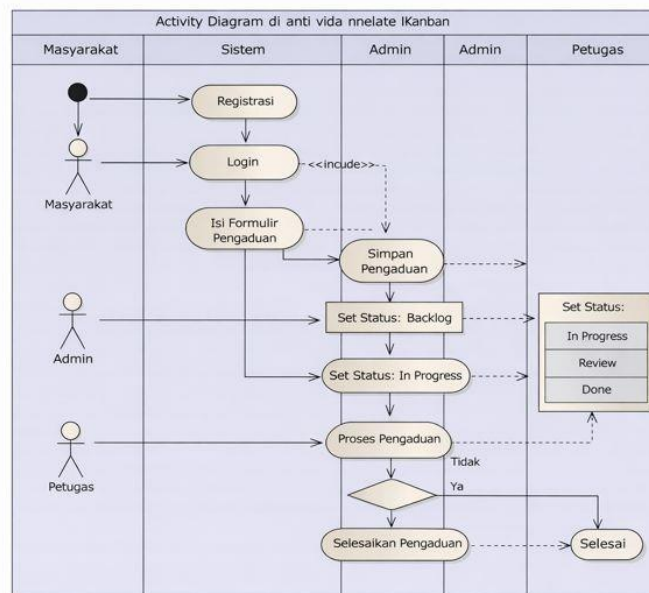 Activity Diagram di anti vida nnelate lKanban
Masyarakat
Sistem
Admin
Admin
Petugas
Registrasi
Login
<<incude>>
Masyarakat
Isi Formulir
Pengaduan
Simpan
Pengaduan
Admin
Set Status: Backlog
Set Status:
In Progress
Review
Done
Set Status: In Progress
Petugas
Proses Pengaduan
Tidak
Ya
Selesaikan Pengaduan
Selesai